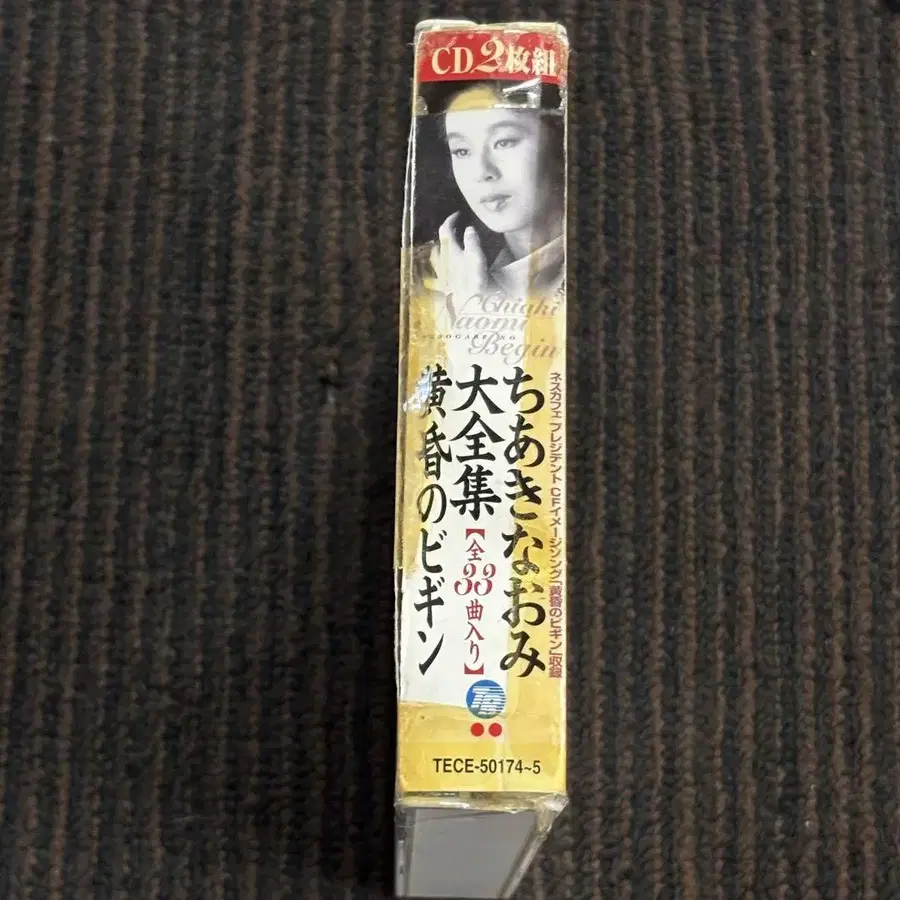 CD2枚組
Chiaki
Naomi
Begin
ネスカフェ プレジデント CFイメージソング「黄昏のビギン」収録
ちあきなおみ
大全集
【全33曲入り】
黄昏のビギン
TECE-50174~5